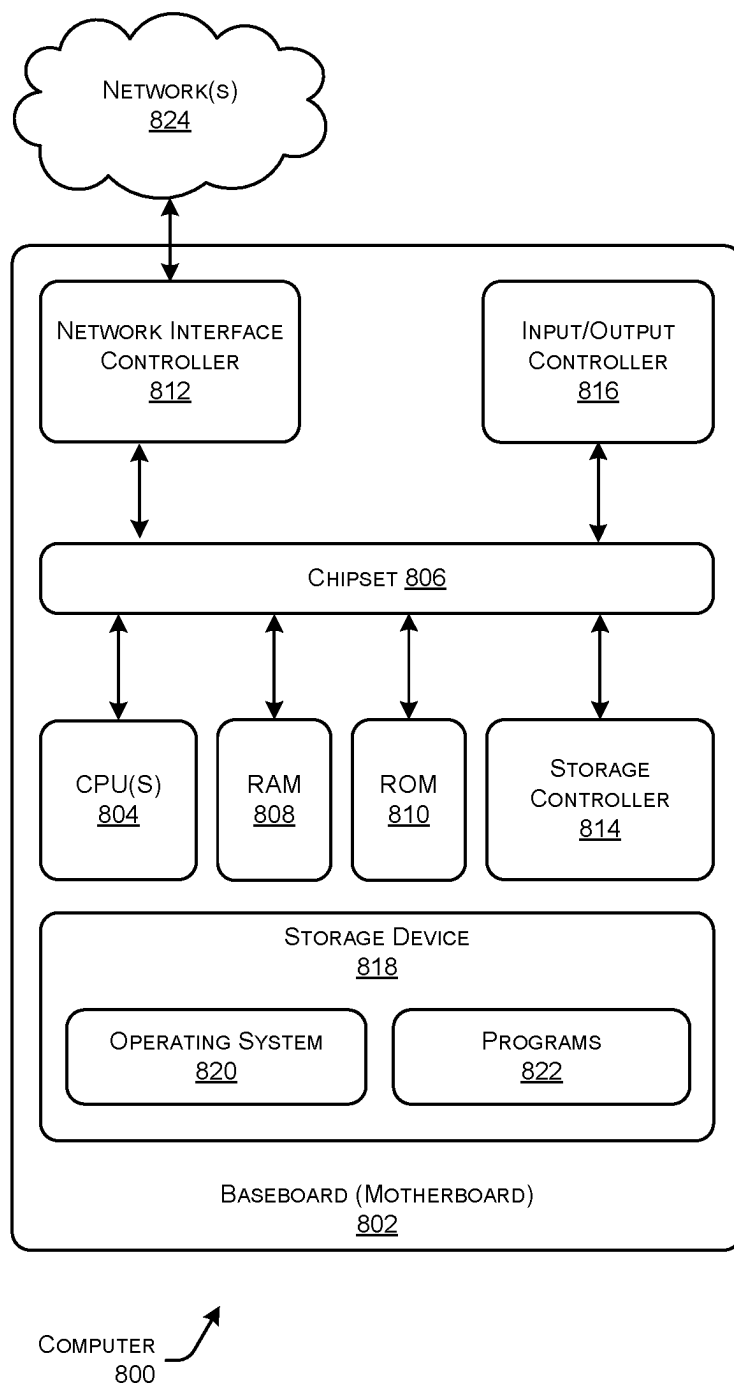 NETWORK(S)
824
NETWORK INTERFACE
CONTROLLER
812
INPUT/OUTPUT
CONTROLLER
816
CHIPSET 806
CPU(S)
804
RAM
808
ROM
810
STORAGE
CONTROLLER
814
STORAGE DEVICE
818
OPERATING SYSTEM
820
PROGRAMS
822
BASEBOARD (MOTHERBOARD)
802
COMPUTER
800